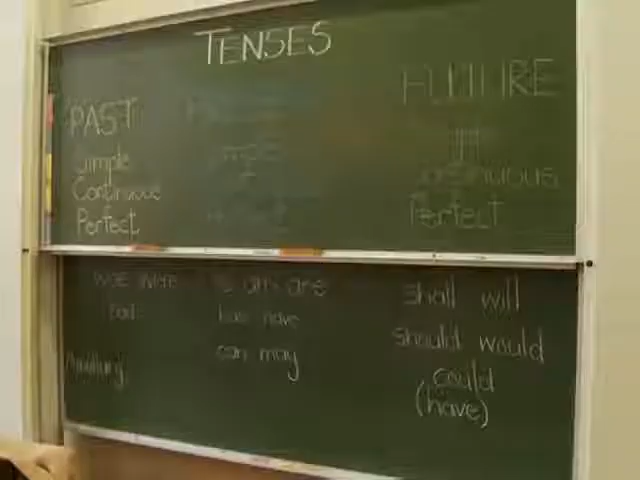 TENSES
PAST
FUTURE
Simple
Continuous
Continuous
Perfect
Perfect
was were
am are
shall will
had
has have
should would
can may
could
(have)